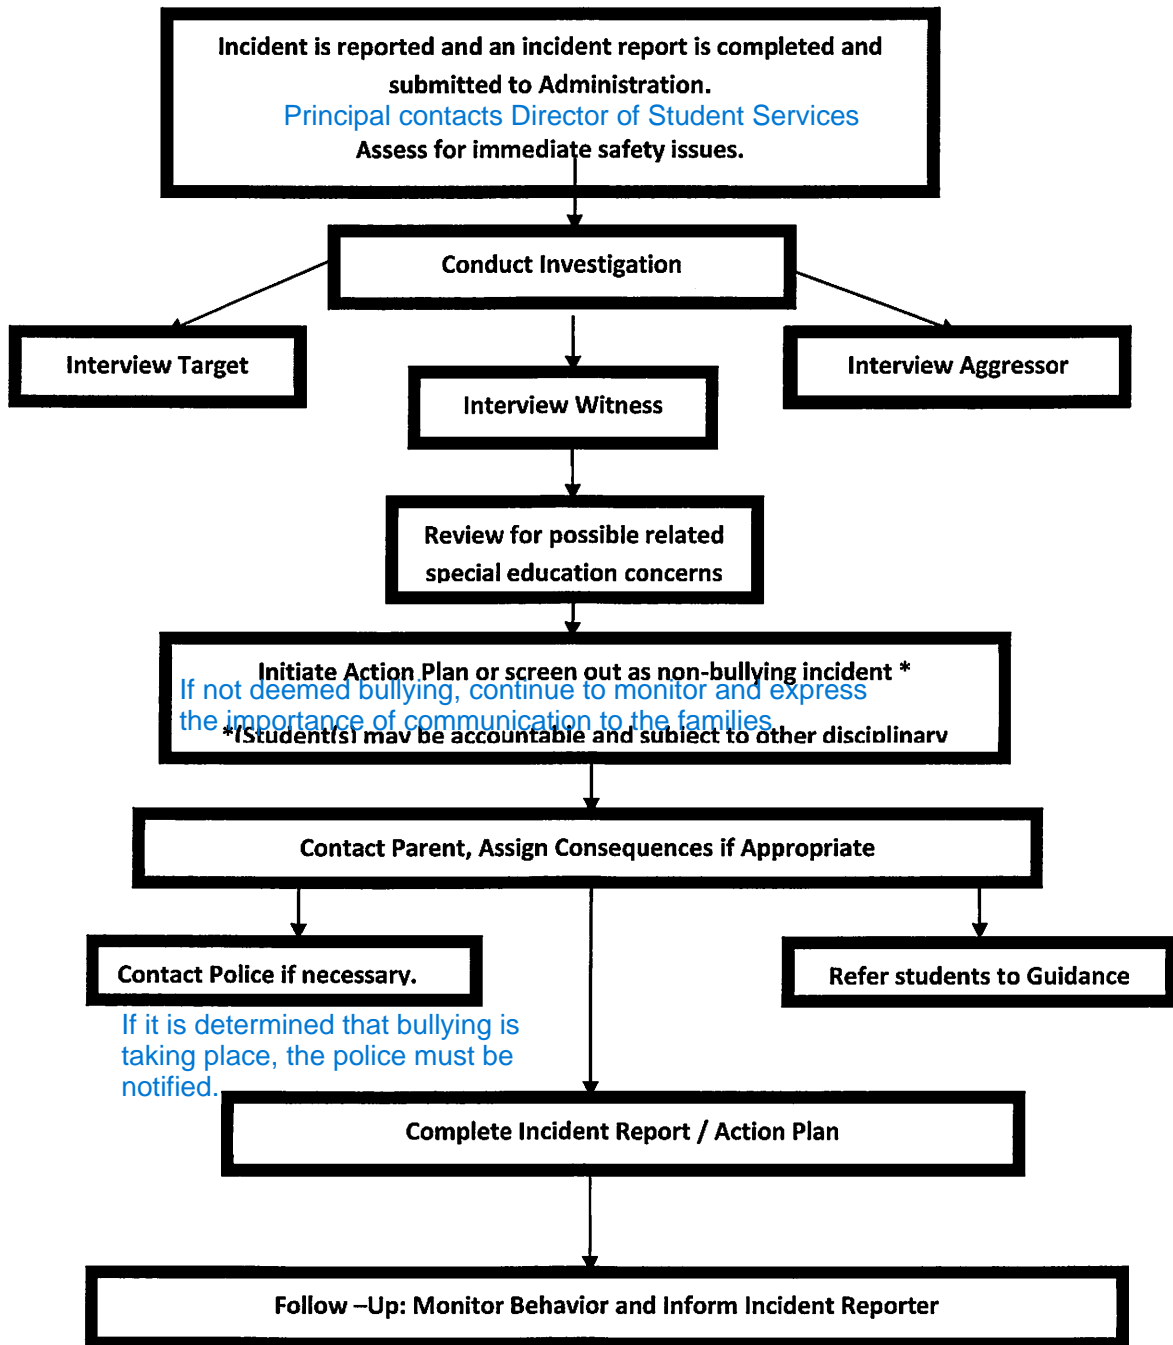 Incident is reported and an incident report is completed and
submitted to Administration.
Principal contacts Director of Student Services
Assess for immediate safety issues.
Conduct Investigation
Interview Target
Interview Aggressor
Interview Witness
Review for possible related
special education concerns
Initiate Action Plan or screen out as non-bullying incident *
If not deemed bullying, continue to monitor and express
the importance of communication to the families.
*(Student(s) may be accountable and subject to other disciplinary
Contact Parent, Assign Consequences if Appropriate
Contact Police if necessary.
Refer students to Guidance
If it is determined that bullying is
taking place, the police must be
notified.
Complete Incident Report / Action Plan
Follow –Up: Monitor Behavior and Inform Incident Reporter